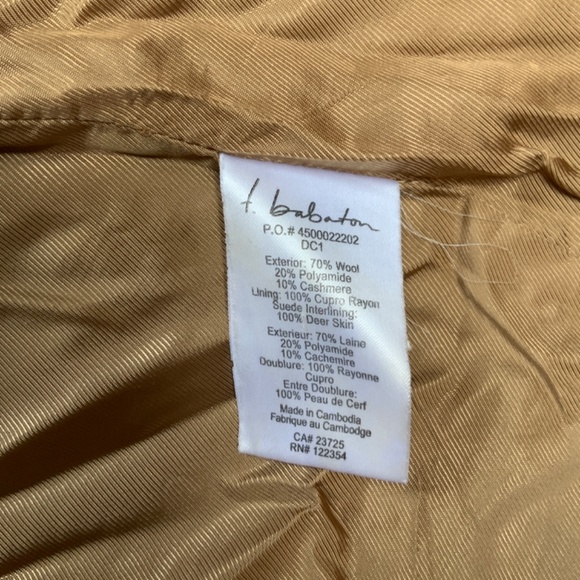 t. babaton
P.O.# 4500022202
DC1
Exterior: 70% Wool
20% Polyamide
10% Cashmere
Lining: 100% Cupro Rayon
Suede Interlining:
100% Deer Skin
Exterieur: 70% Laine
20% Polyamide
10% Cachemire
Doublure: 100% Rayonne
Cupro
Entre Doublure:
100% Peau de Cerf
Made in Cambodia
Fabrique au Cambodge
CA# 23725
RN# 122354